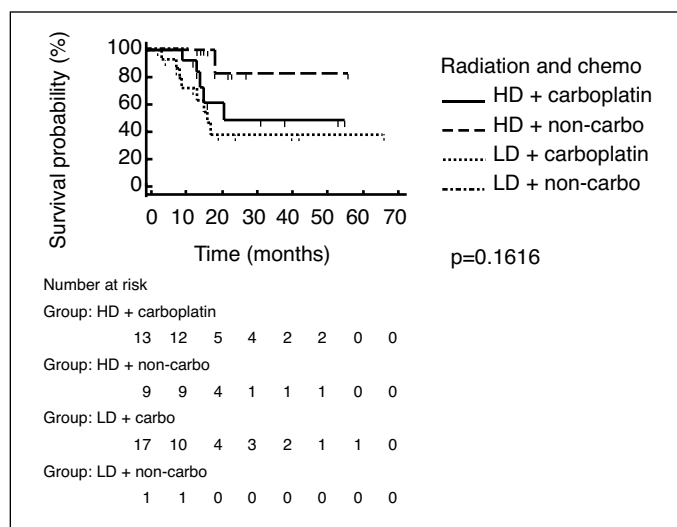 Survival probability (%)
100
80
60
40
20
0
0 10 20 30 40 50 60 70
Time (months)
Radiation and chemo
HD + carboplatin
HD + non-carbo
LD + carboplatin
LD + non-carbo
p=0.1616
Number at risk
Group: HD + carboplatin
13 12 5 4 2 2 0 0
Group: HD + non-carbo
9 9 4 1 1 1 0 0
Group: LD + carbo
17 10 4 3 2 1 1 0
Group: LD + non-carbo
1 1 0 0 0 0 0 0